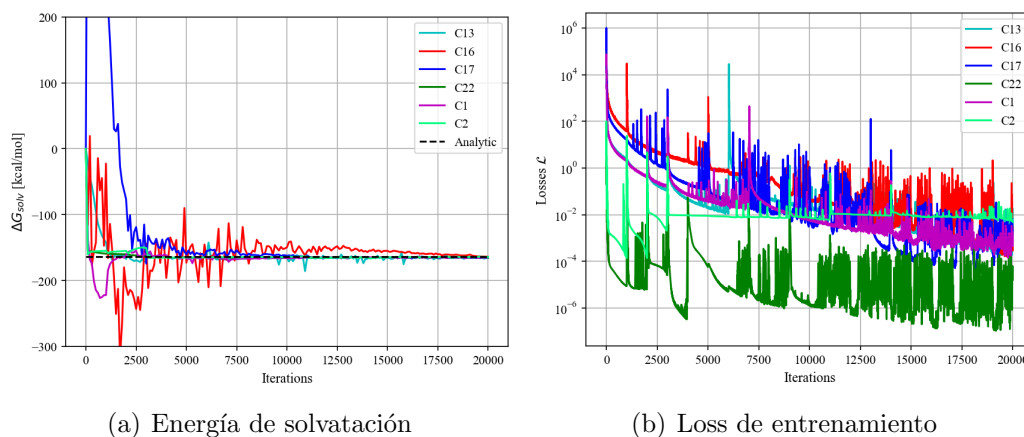 200
100
0
−100
−200
−300
ΔG_solv [kcal/mol]
0 2500 5000 7500 10000 12500 15000 17500 20000
Iterations
C13
C16
C17
C22
C1
C2
Analytic
(a) Energía de solvatación
10^6
10^4
10^2
10^0
10^−2
10^−4
10^−6
Losses ℒ
0 2500 5000 7500 10000 12500 15000 17500 20000
Iterations
C13
C16
C17
C22
C1
C2
(b) Loss de entrenamiento